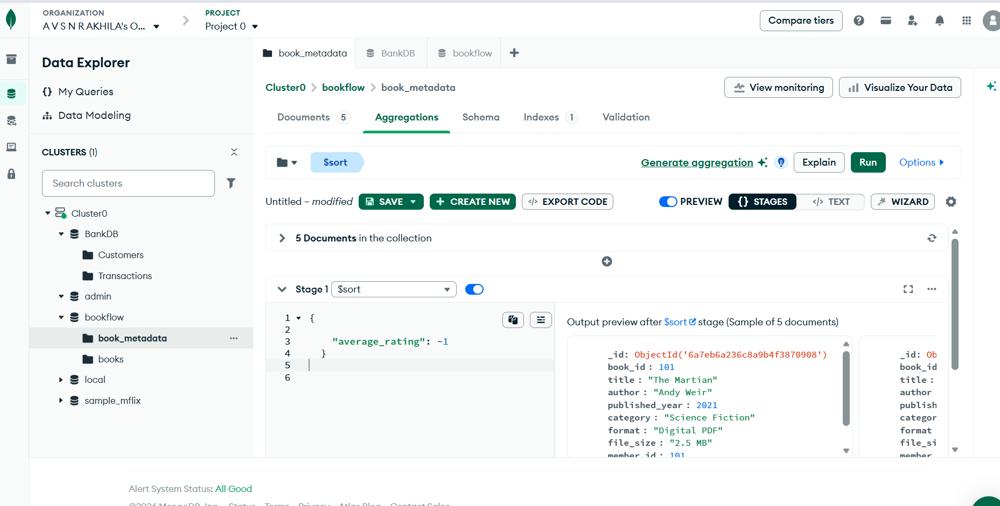 ORGANIZATION
A V S N R AKHILA's O...
PROJECT
Project 0
Compare tiers
Data Explorer
My Queries
Data Modeling
CLUSTERS (1)
Search clusters
Cluster0
BankDB
Customers
Transactions
admin
bookflow
book_metadata
books
local
sample_mflix
book_metadata
BankDB
bookflow
Cluster0 > bookflow > book_metadata
View monitoring
Visualize Your Data
Documents 5
Aggregations
Schema
Indexes 1
Validation
$sort
Generate aggregation
Explain
Run
Options
Untitled – modified
SAVE
CREATE NEW
EXPORT CODE
PREVIEW
{} STAGES
</> TEXT
WIZARD
5 Documents in the collection
Stage 1 $sort
1 {
2
3 "average_rating": -1
4 }
5
6
Output preview after $sort stage (Sample of 5 documents)
_id: ObjectId('6a7eb6a236c8a9b4f3870908')
book_id : 101
title : "The Martian"
author : "Andy Weir"
published_year : 2021
category : "Science Fiction"
format : "Digital PDF"
file_size : "2.5 MB"
member_id : 101
_id: Ob
book_id
title :
author
publish
categor
format
file_si
member
Alert System Status: All Good
©2026 MongoDB, Inc. Status Terms Privacy Atlas Blog Contact Sales